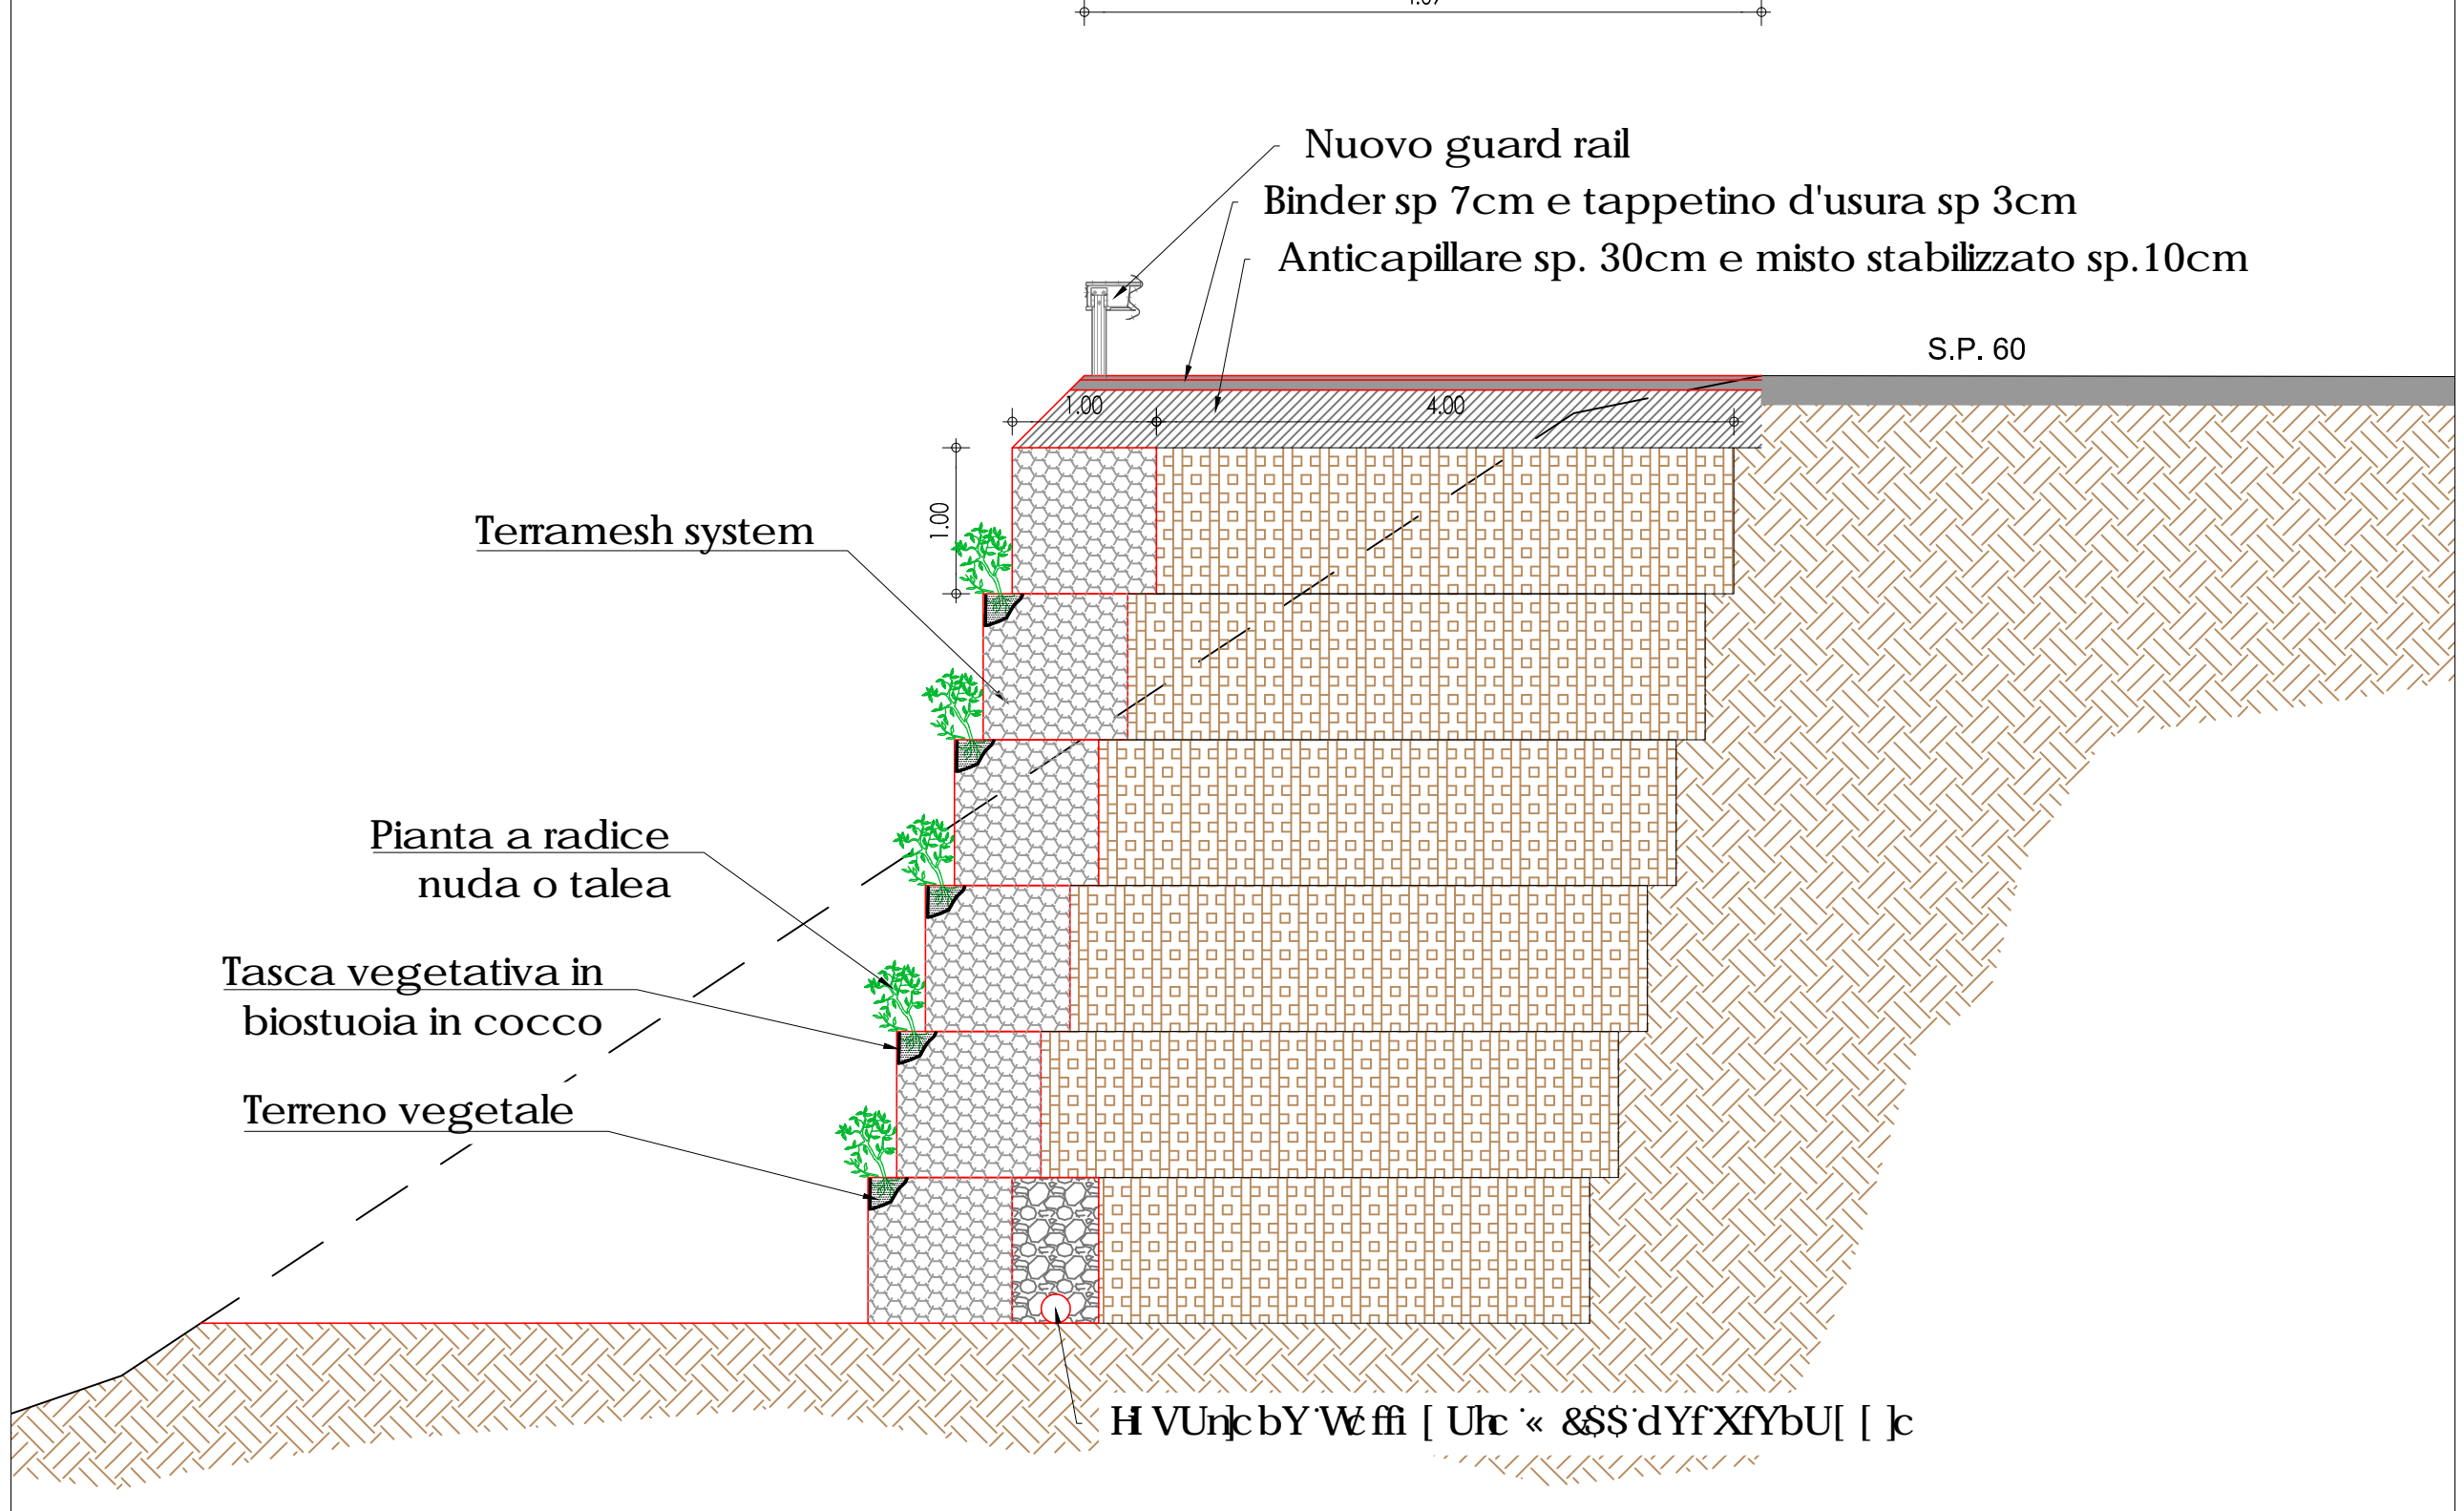 Nuovo guard rail
Binder sp 7cm e tappetino d'usura sp 3cm
Anticapillare sp. 30cm e misto stabilizzato sp.10cm
S.P. 60
1.00
4.00
1.00
Terramesh system
Pianta a radice
nuda o talea
Tasca vegetativa in
biostuoia in cocco
Terreno vegetale